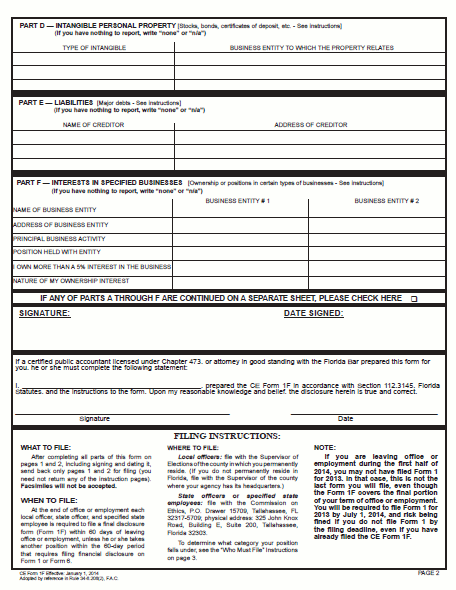 PART D — INTANGIBLE PERSONAL PROPERTY [Stocks, bonds, certificates of deposit, etc. - See instructions]
(If you have nothing to report, write "none" or "n/a")
TYPE OF INTANGIBLE
BUSINESS ENTITY TO WHICH THE PROPERTY RELATES
PART E — LIABILITIES [Major debts - See instructions]
(If you have nothing to report, write "none" or "n/a")
NAME OF CREDITOR
ADDRESS OF CREDITOR
PART F — INTERESTS IN SPECIFIED BUSINESSES [Ownership or positions in certain types of businesses - See instructions]
(If you have nothing to report, write "none" or "n/a")
BUSINESS ENTITY # 1
BUSINESS ENTITY # 2
NAME OF BUSINESS ENTITY
ADDRESS OF BUSINESS ENTITY
PRINCIPAL BUSINESS ACTIVITY
POSITION HELD WITH ENTITY
I OWN MORE THAN A 5% INTEREST IN THE BUSINESS
NATURE OF MY OWNERSHIP INTEREST
IF ANY OF PARTS A THROUGH F ARE CONTINUED ON A SEPARATE SHEET, PLEASE CHECK HERE ❑
SIGNATURE:
DATE SIGNED:
If a certified public accountant licensed under Chapter 473, or attorney in good standing with the Florida Bar prepared this form for
you, he or she must complete the following statement:
I, ________________________________, prepared the CE Form 1F in accordance with Section 112.3145, Florida
Statutes, and the instructions to the form. Upon my reasonable knowledge and belief, the disclosure herein is true and correct.
Signature
Date
FILING INSTRUCTIONS:
WHAT TO FILE:
After completing all parts of this form on
pages 1 and 2, including signing and dating it,
send back only pages 1 and 2 for filing (you
need not return any of the instruction pages).
Facsimiles will not be accepted.
WHEN TO FILE:
At the end of office or employment each
local officer, state officer, and specified state
employee is required to file a final disclosure
form (Form 1F) within 60 days of leaving
office or employment, unless he or she takes
another position within the 60-day period
that requires filing financial disclosure on
Form 1 or Form 6.
WHERE TO FILE:
Local officers: file with the Supervisor of
Elections of the county in which you permanently
reside. (If you do not permanently reside in
Florida, file with the Supervisor of the county
where your agency has its headquarters.)
State officers or specified state
employees: file with the Commission on
Ethics, P.O. Drawer 15709, Tallahassee, FL
32317-5709; physical address: 325 John Knox
Road, Building E, Suite 200, Tallahassee,
Florida 32303.
To determine what category your position
falls under, see the "Who Must File" Instructions
on page 3.
NOTE:
If you are leaving office or
employment during the first half of
2014, you may not have filed Form 1
for 2013. In that case, this is not the
last form you will file, even though
the Form 1F covers the final portion
of your term of office or employment.
You will be required to file Form 1 for
2013 by July 1, 2014, and risk being
fined if you do not file Form 1 by
the filing deadline, even if you have
already filed the CE Form 1F.
CE Form 1F Effective: January 1, 2014
Adopted by reference in Rule 34-8.208(2), F.A.C.
PAGE 2